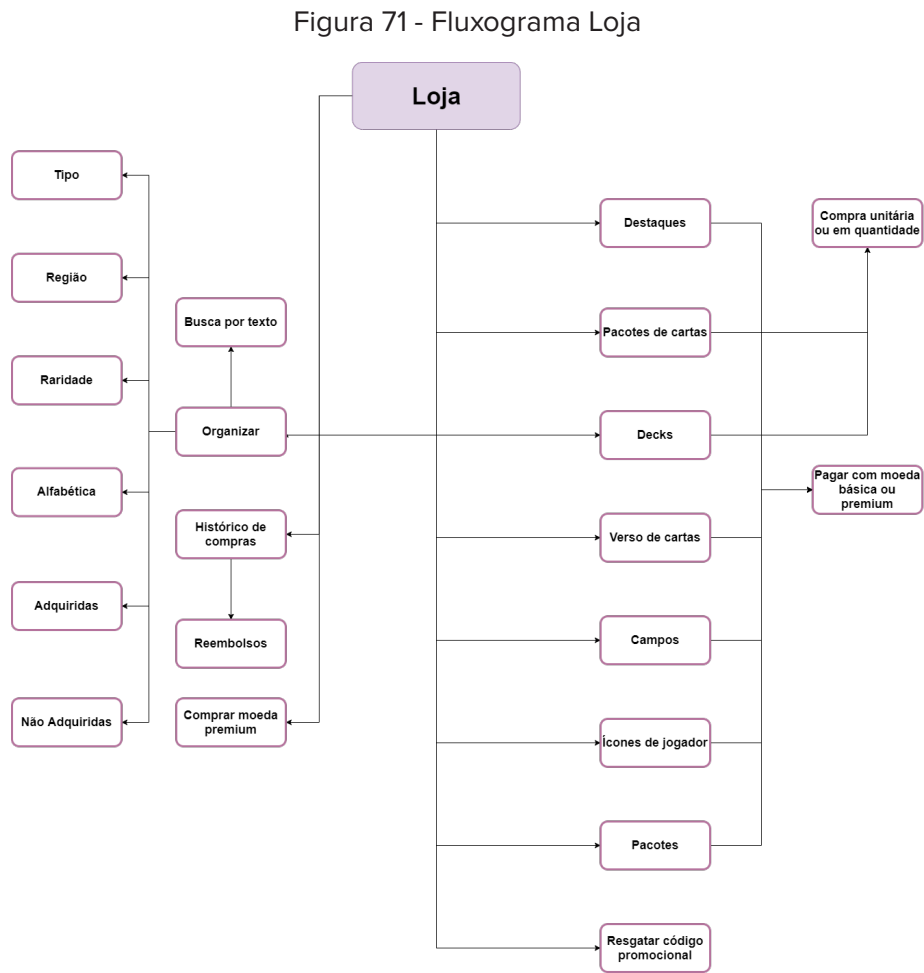 Figura 71 - Fluxograma Loja
Loja
Tipo
Região
Raridade
Alfabética
Adquiridas
Não Adquiridas
Busca por texto
Organizar
Histórico de
compras
Reembolsos
Comprar moeda
premium
Destaques
Pacotes de cartas
Decks
Verso de cartas
Campos
Ícones de jogador
Pacotes
Resgatar código
promocional
Compra unitária
ou em quantidade
Pagar com moeda
básica ou
premium